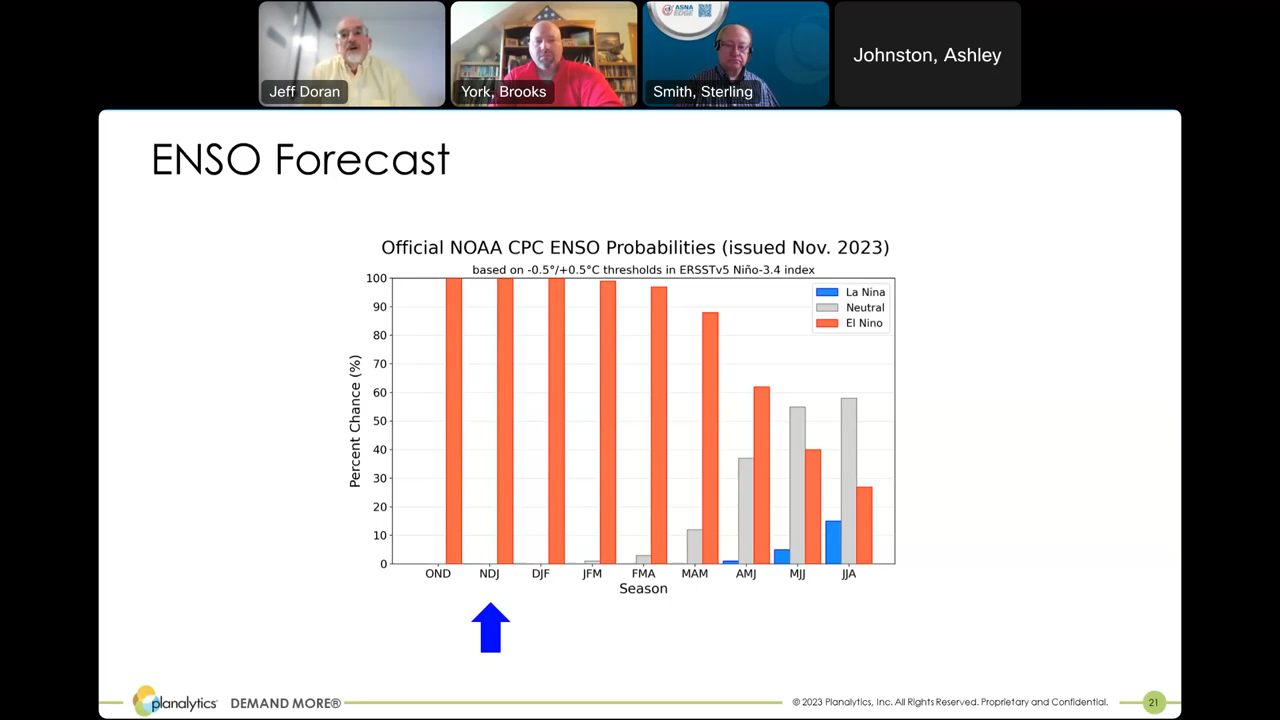 ASNA
EDGE
Jeff Doran
York, Brooks
Smith, Sterling
Johnston, Ashley
ENSO Forecast
Official NOAA CPC ENSO Probabilities (issued Nov. 2023)
based on -0.5°/+0.5°C thresholds in ERSSTv5 Niño-3.4 index
Percent Chance (%)
100
90
80
70
60
50
40
30
20
10
0
La Nina
Neutral
El Nino
OND NDJ DJF JFM FMA MAM AMJ MJJ JJA
Season
planalytics DEMAND MORE®
© 2023 Planalytics, Inc. All Rights Reserved. Proprietary and Confidential.
21